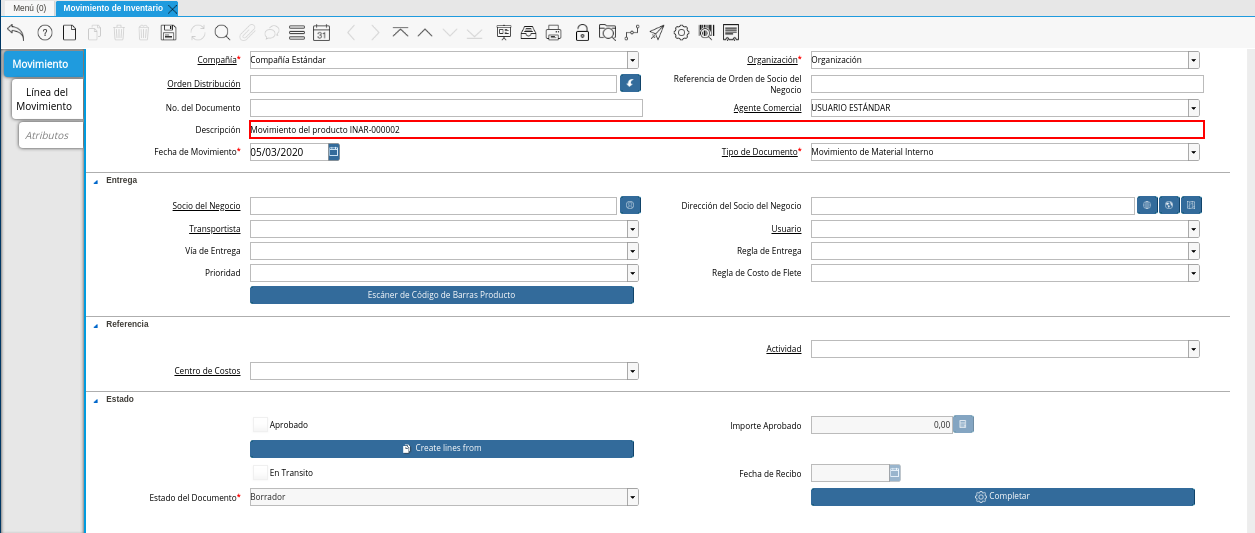 Menú (0) Movimiento de Inventario
Movimiento
Línea del
Movimiento
Atributos
31
Compañía* Compañía Estándar Organización* Organización
Orden Distribución Referencia de Orden de Socio del
Negocio
No. del Documento Agente Comercial USUARIO ESTÁNDAR
Descripción Movimiento del producto INAR-000002
Fecha de Movimiento* 05/03/2020 Tipo de Documento* Movimiento de Material Interno
Entrega
Socio del Negocio Dirección del Socio del Negocio
Transportista Usuario
Vía de Entrega Regla de Entrega
Prioridad Regla de Costo de Flete
Escáner de Código de Barras Producto
Referencia
Actividad
Centro de Costos
Estado
Aprobado Importe Aprobado 0,00
Create lines from
En Transito Fecha de Recibo
Estado del Documento* Borrador Completar